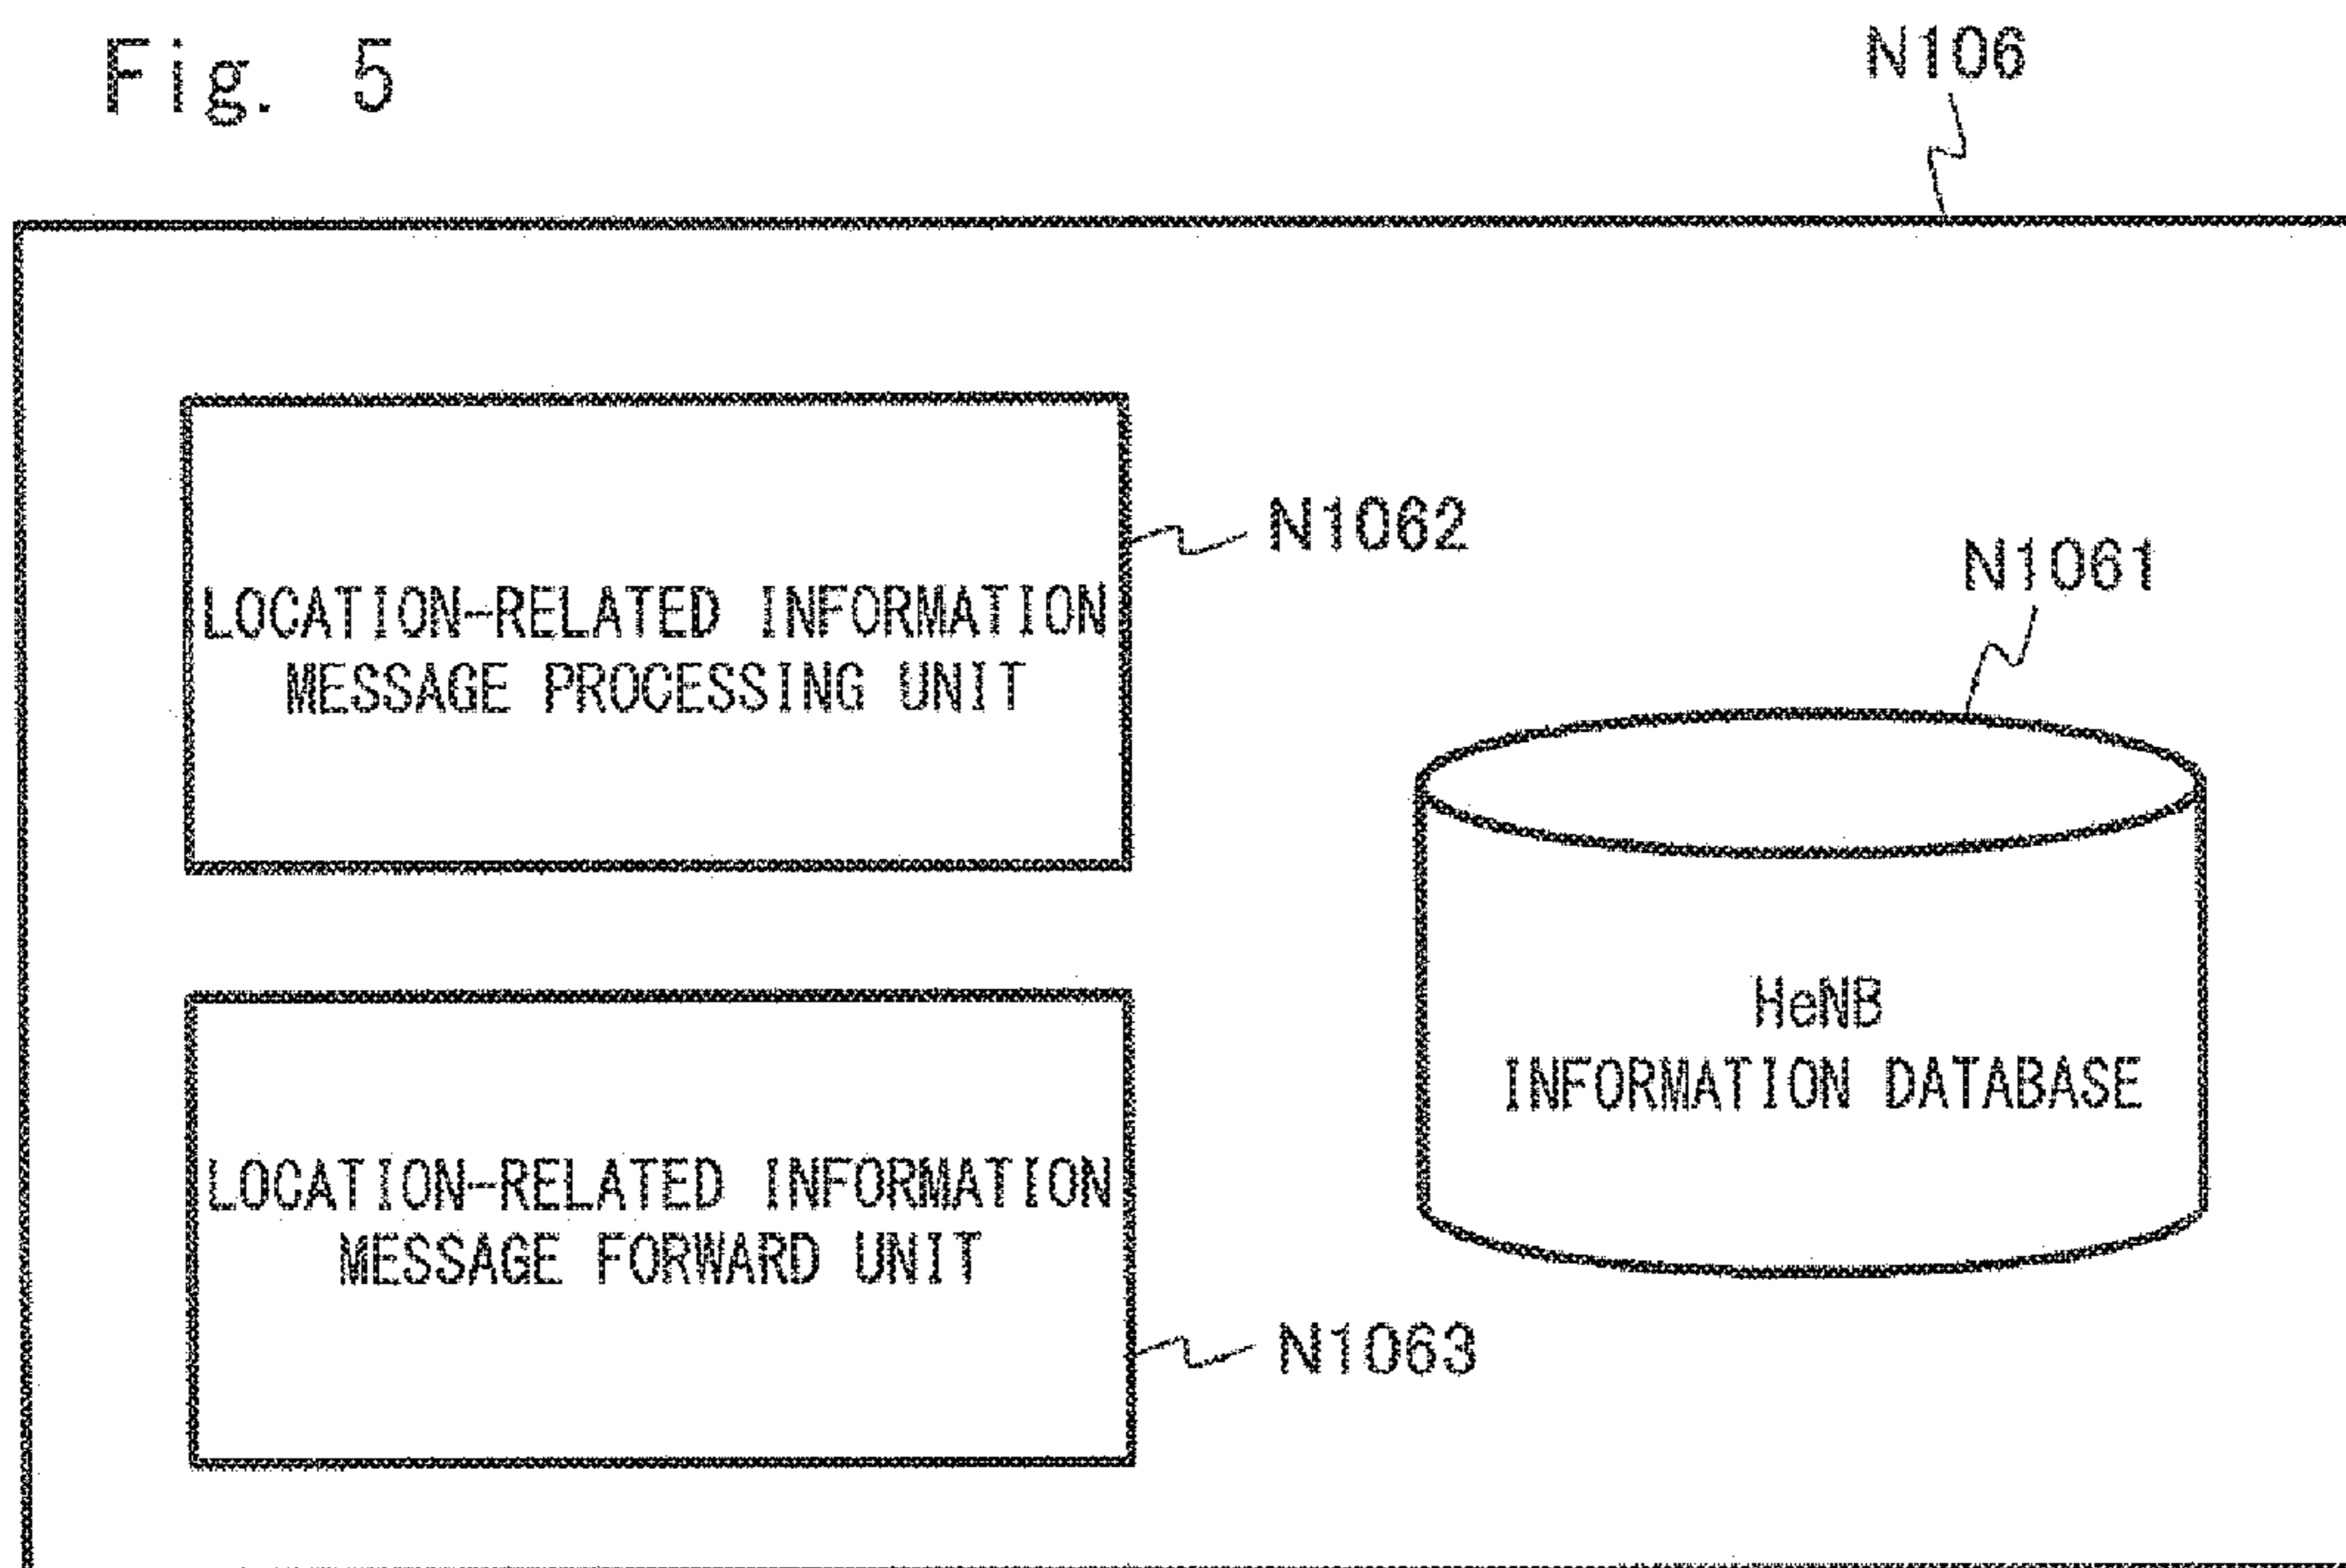 Fig. 5
N106
N1062
LOCATION-RELATED INFORMATION
MESSAGE PROCESSING UNIT
N1061
HeNB
INFORMATION DATABASE
LOCATION-RELATED INFORMATION
MESSAGE FORWARD UNIT
N1063